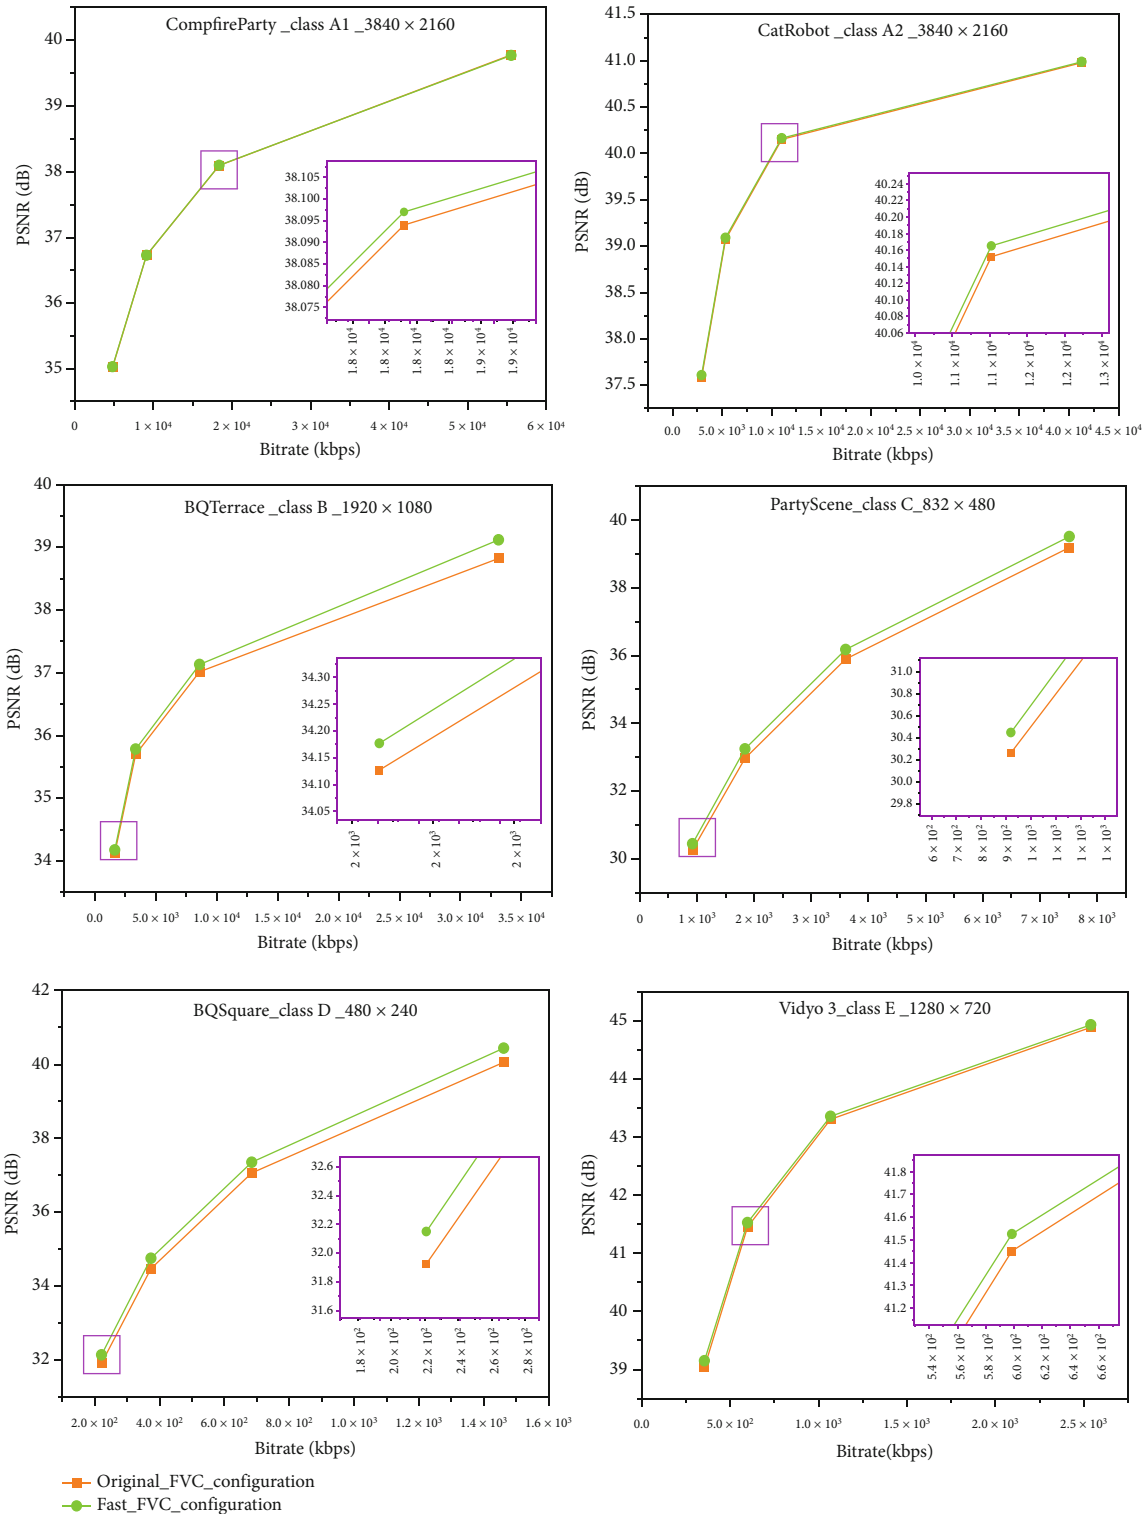 CompfireParty _class A1 _3840 × 2160
PSNR (dB)
40
39
38
37
36
35
0
1 × 10⁴
2 × 10⁴
3 × 10⁴
4 × 10⁴
5 × 10⁴
6 × 10⁴
Bitrate (kbps)
38.105
38.100
38.095
38.090
38.085
38.080
38.075
1.8 × 10⁴
1.8 × 10⁴
1.8 × 10⁴
1.8 × 10⁴
1.9 × 10⁴
1.9 × 10⁴
CatRobot _class A2 _3840 × 2160
PSNR (dB)
41.5
41.0
40.5
40.0
39.5
39.0
38.5
38.0
37.5
0.0
5.0 × 10³
1.0 × 10⁴
1.5 × 10⁴
2.0 × 10⁴
2.5 × 10⁴
3.0 × 10⁴
3.5 × 10⁴
4.0 × 10⁴
4.5 × 10⁴
Bitrate (kbps)
40.24
40.22
40.20
40.18
40.16
40.14
40.12
40.10
40.08
40.06
1.0 × 10⁴
1.1 × 10⁴
1.1 × 10⁴
1.2 × 10⁴
1.2 × 10⁴
1.3 × 10⁴
BQTerrace _class B _1920 × 1080
PSNR (dB)
40
39
38
37
36
35
34
0.0
5.0 × 10³
1.0 × 10⁴
1.5 × 10⁴
2.0 × 10⁴
2.5 × 10⁴
3.0 × 10⁴
3.5 × 10⁴
Bitrate (kbps)
34.30
34.25
34.20
34.15
34.10
34.05
2 × 10³
2 × 10³
2 × 10³
PartyScene_class C_832 × 480
PSNR (dB)
40
38
36
34
32
30
0
1 × 10³
2 × 10³
3 × 10³
4 × 10³
5 × 10³
6 × 10³
7 × 10³
8 × 10³
Bitrate (kbps)
31.0
30.8
30.6
30.4
30.2
30.0
29.8
6 × 10²
7 × 10²
8 × 10²
9 × 10²
1 × 10³
1 × 10³
1 × 10³
1 × 10³
BQSquare_class D _480 × 240
PSNR (dB)
42
40
38
36
34
32
2.0 × 10²
4.0 × 10²
6.0 × 10²
8.0 × 10²
1.0 × 10³
1.2 × 10³
1.4 × 10³
1.6 × 10³
Bitrate (kbps)
32.6
32.4
32.2
32.0
31.8
31.6
1.8 × 10²
2.0 × 10²
2.2 × 10²
2.4 × 10²
2.6 × 10²
2.8 × 10²
Vidyo 3_class E _1280 × 720
PSNR (dB)
45
44
43
42
41
40
39
0.0
5.0 × 10²
1.0 × 10³
1.5 × 10³
2.0 × 10³
2.5 × 10³
Bitrate(kbps)
41.8
41.7
41.6
41.5
41.4
41.3
41.2
5.4 × 10²
5.6 × 10²
5.8 × 10²
6.0 × 10²
6.2 × 10²
6.4 × 10²
6.6 × 10²
Original_FVC_configuration
Fast_FVC_configuration